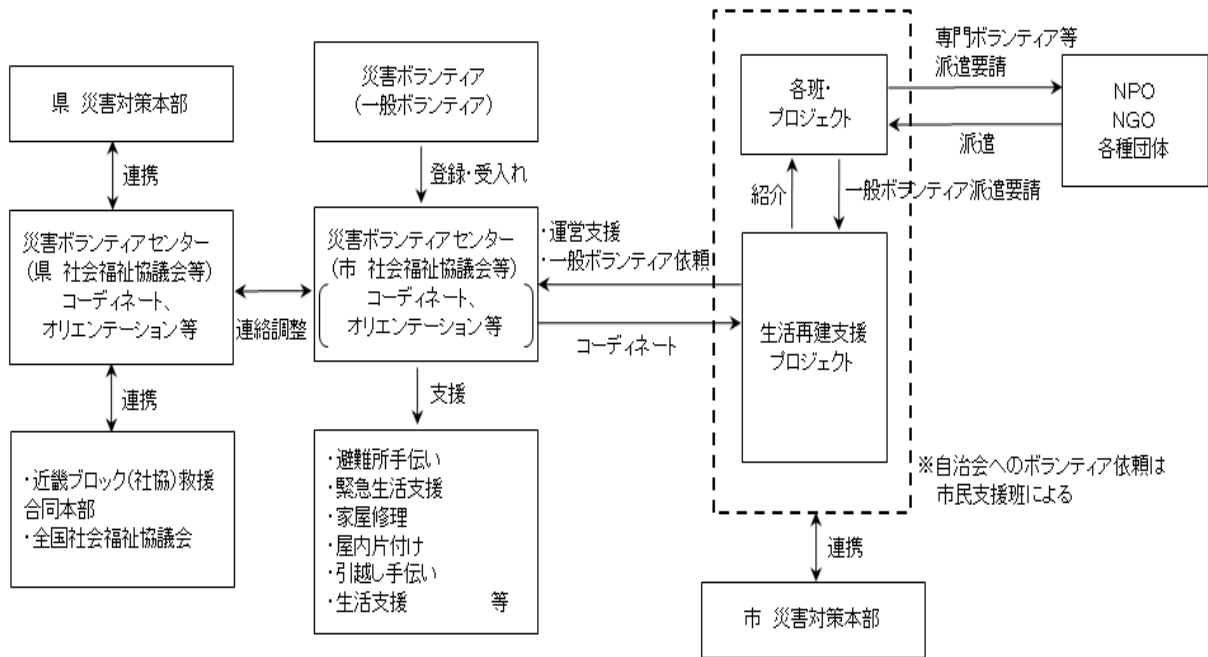 県 災害対策本部
連携
災害ボランティアセンター
(県 社会福祉協議会等)
コーディネート、
オリエンテーション等
連携
・近畿ブロック(社協)救援
合同本部
・全国社会福祉協議会
連絡調整
災害ボランティア
(一般ボランティア)
登録・受入れ
災害ボランティアセンター
(市 社会福祉協議会等)
コーディネート、
オリエンテーション等
支援
・避難所手伝い
・緊急生活支援
・家屋修理
・屋内片付け
・引越し手伝い
・生活支援 等
・運営支援
・一般ボランティア依頼
コーディネート
各班・
プロジェクト
紹介
一般ボランティア派遣要請
生活再建支援
プロジェクト
専門ボランティア等
派遣要請
派遣
NPO
NGO
各種団体
※自治会へのボランティア依頼は
市民支援班による
連携
市 災害対策本部